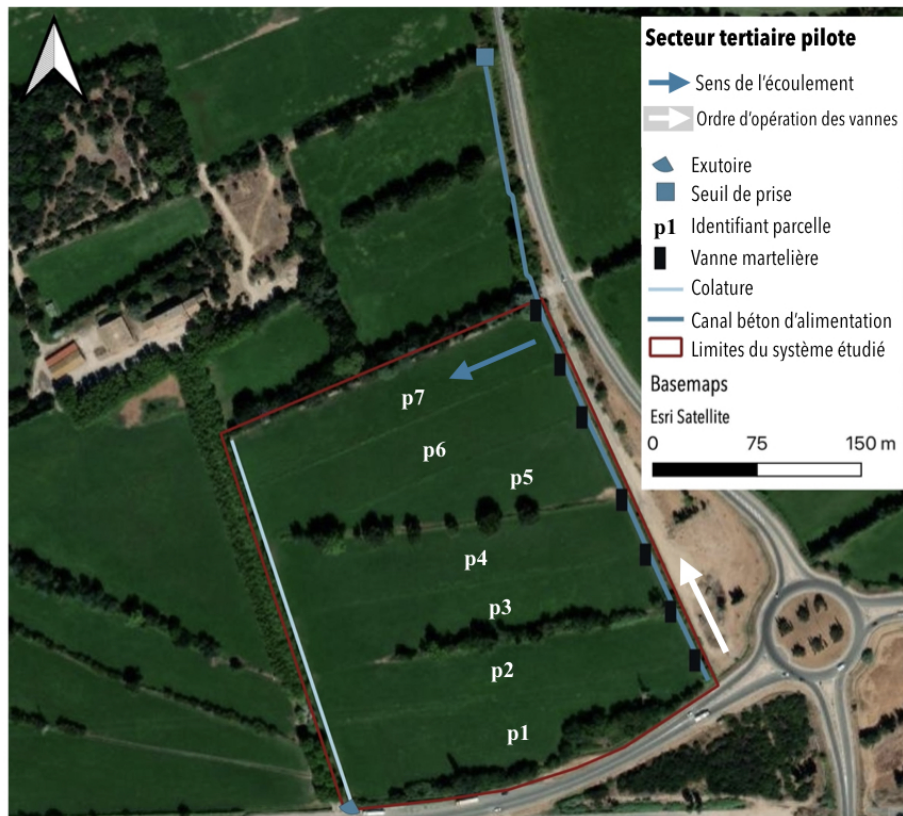 Secteur tertiaire pilote
Sens de l'écoulement
Ordre d'opération des vannes
Exutoire
Seuil de prise
p1 Identifiant parcelle
Vanne martelière
Colature
Canal béton d'alimentation
Limites du système étudié
Basemaps
Esri Satellite
0 75 150 m
p7
p6
p5
p4
p3
p2
p1